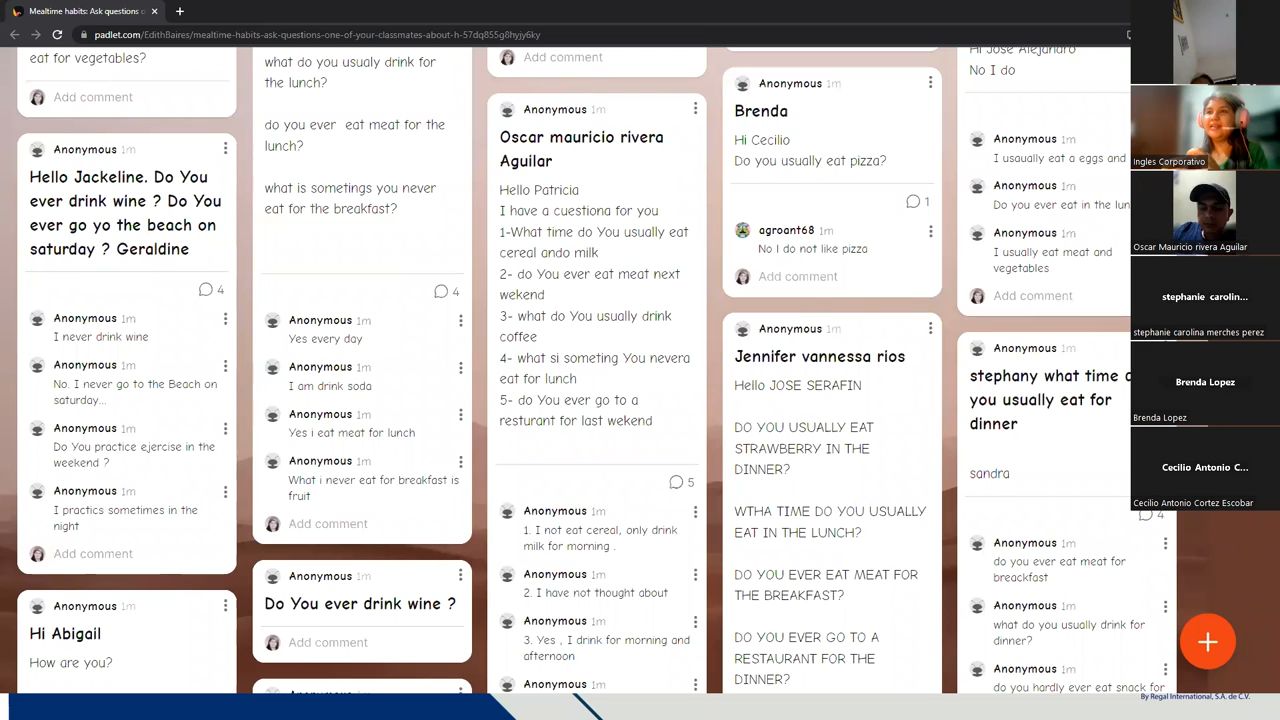 Mealtime habits: Ask questions o
padlet.com/EdithBaires/mealtime-habits-ask-questions-one-of-your-classmates-about-h-57dq855g8hyjy6ky
eat for vegetables?
Add comment
Anonymous 1m
Hello Jackeline. Do You
ever drink wine ? Do You
ever go yo the beach on
saturday ? Geraldine
4
Anonymous 1m
I never drink wine
Anonymous 1m
No. I never go to the Beach on
saturday...
Anonymous 1m
Do You practice ejercise in the
weekend ?
Anonymous 1m
I practics sometimes in the
night
Add comment
Anonymous 1m
Hi Abigail
How are you?
what do you usualy drink for
the lunch?
do you ever eat meat for the
lunch?
what is sometings you never
eat for the breakfast?
4
Anonymous 1m
Yes every day
Anonymous 1m
I am drink soda
Anonymous 1m
Yes i eat meat for lunch
Anonymous 1m
What i never eat for breakfast is
fruit
Add comment
Anonymous 1m
Do You ever drink wine ?
Add comment
Add comment
Anonymous 1m
Oscar mauricio rivera
Aguilar
Hello Patricia
I have a cuestiona for you
1-What time do You usually eat
cereal ando milk
2- do You ever eat meat next
wekend
3- what do You usually drink
coffee
4- what si someting You nevera
eat for lunch
5- do You ever go to a
resturant for last wekend
5
Anonymous 1m
1. I not eat cereal, only drink
milk for morning .
Anonymous 1m
2. I have not thought about
Anonymous 1m
3. Yes , I drink for morning and
afternoon
Anonymous 1m
Anonymous 1m
Brenda
Hi Cecilio
Do you usually eat pizza?
1
agroant68 1m
No I do not like pizza
Add comment
Anonymous 1m
Jennifer vannessa rios
Hello JOSE SERAFIN
DO YOU USUALLY EAT
STRAWBERRY IN THE
DINNER?
WTHA TIME DO YOU USUALLY
EAT IN THE LUNCH?
DO YOU EVER EAT MEAT FOR
THE BREAKFAST?
DO YOU EVER GO TO A
RESTAURANT FOR THE
DINNER?
Hi Jose Alejandro
No I do
Anonymous 1m
I usaually eat a eggs and
Anonymous 1m
Do you ever eat in the lun
Anonymous 1m
I usually eat meat and
vegetables
Add comment
Anonymous 1m
stephany what time d
you usually eat for
dinner
sandra
4
Anonymous 1m
do you ever eat meat for
breackfast
Anonymous 1m
what do you usually drink for
dinner?
Anonymous 1m
do you hardly ever eat snack for
Ingles Corporativo
Oscar Mauricio rivera Aguilar
stephanie carolin...
stephanie carolina merches perez
Brenda Lopez
Brenda Lopez
Cecilio Antonio C...
Cecilio Antonio Cortez Escobar
By Regal International, S.A. de C.V.